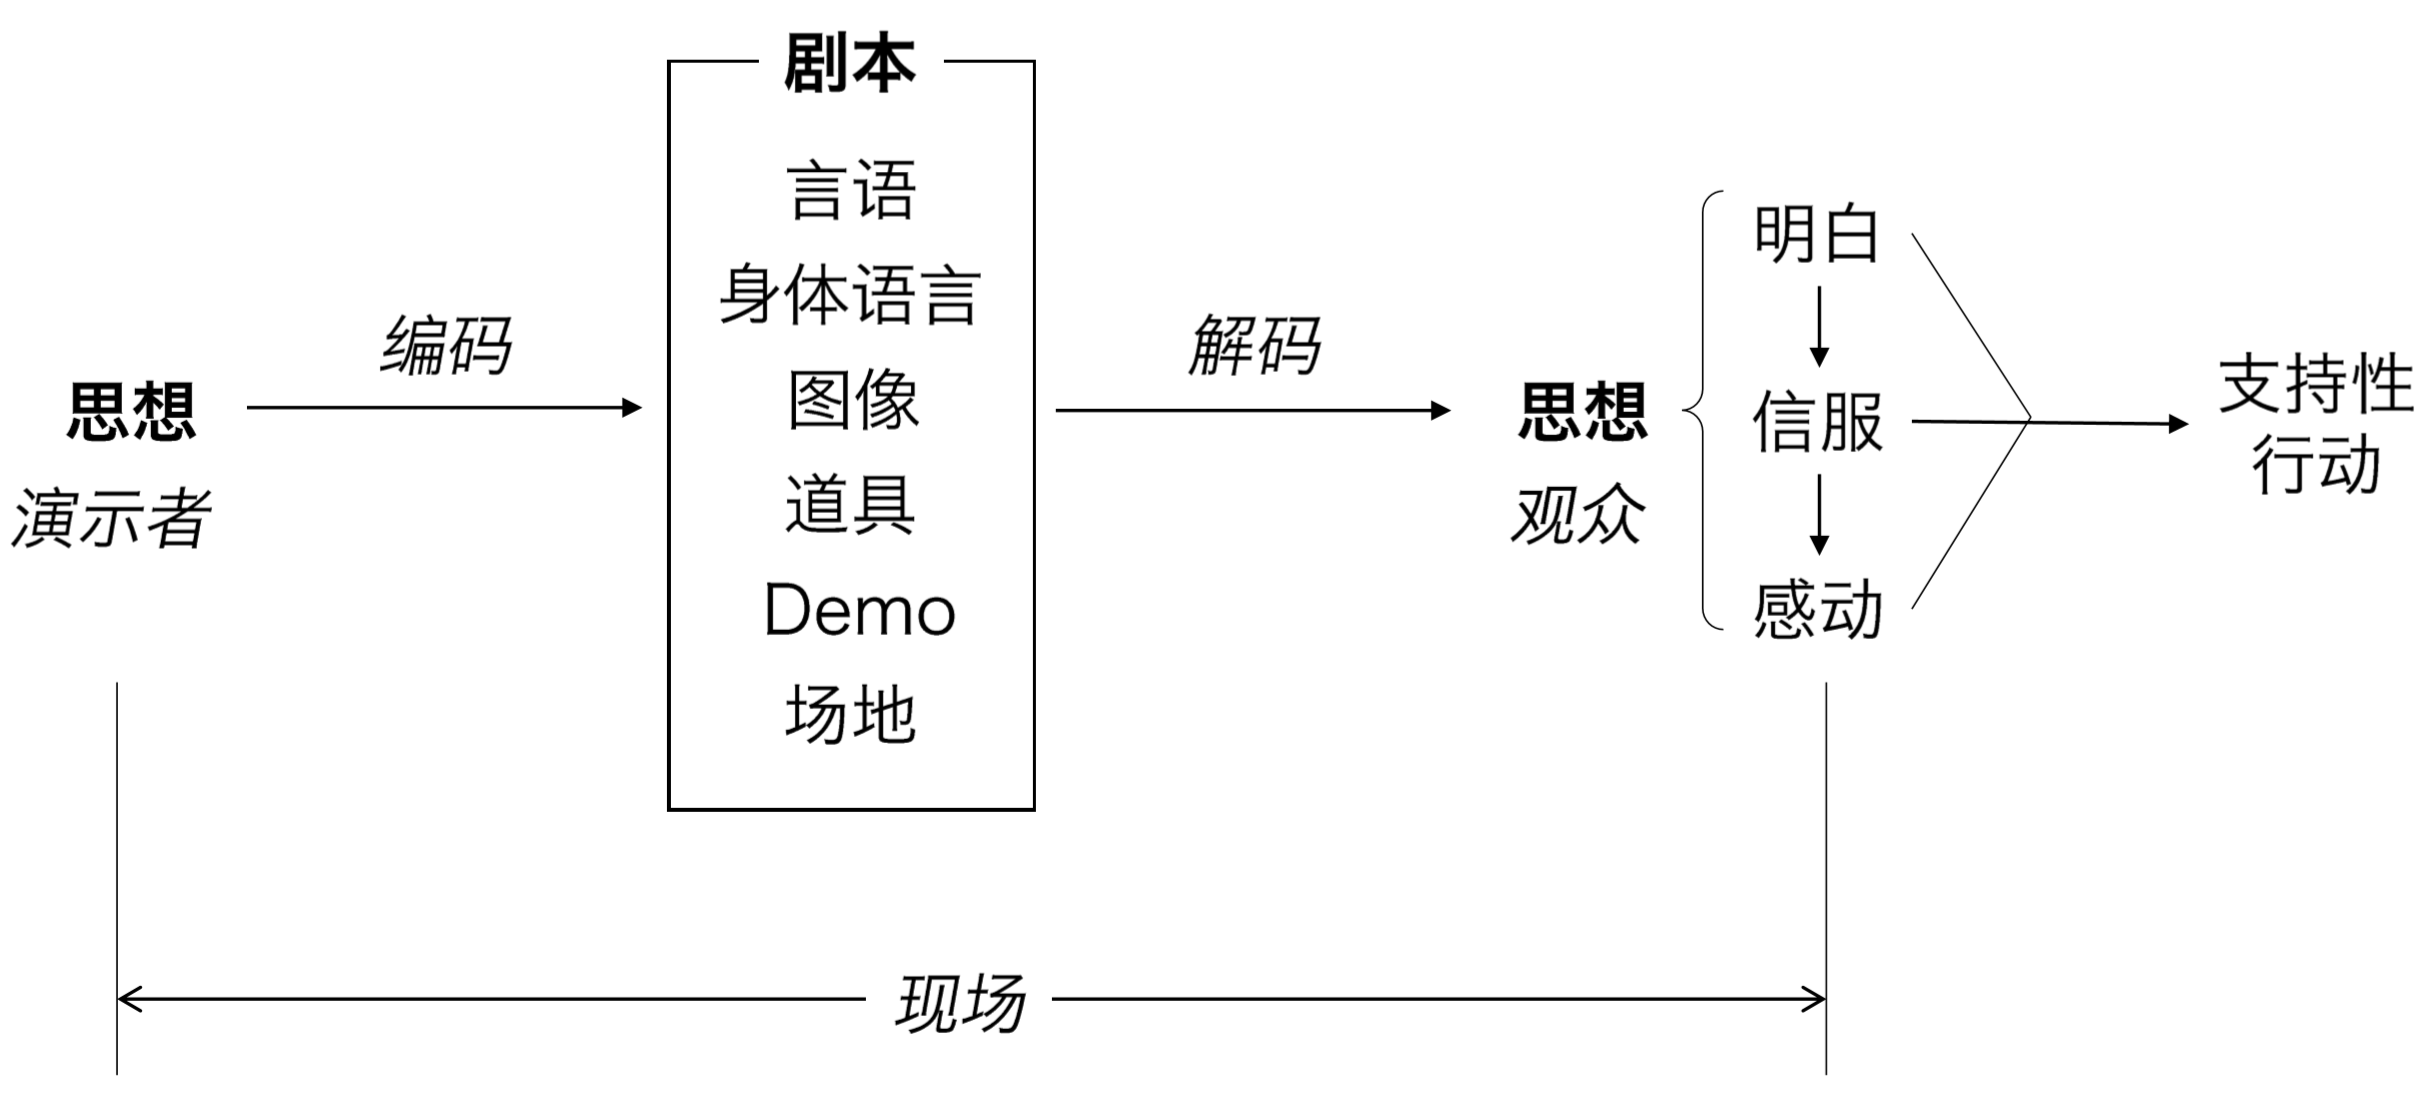 思想
演示者
编码
剧本
言语
身体语言
图像
道具
Demo
场地
解码
思想
观众
明白
信服
感动
支持性
行动
现场